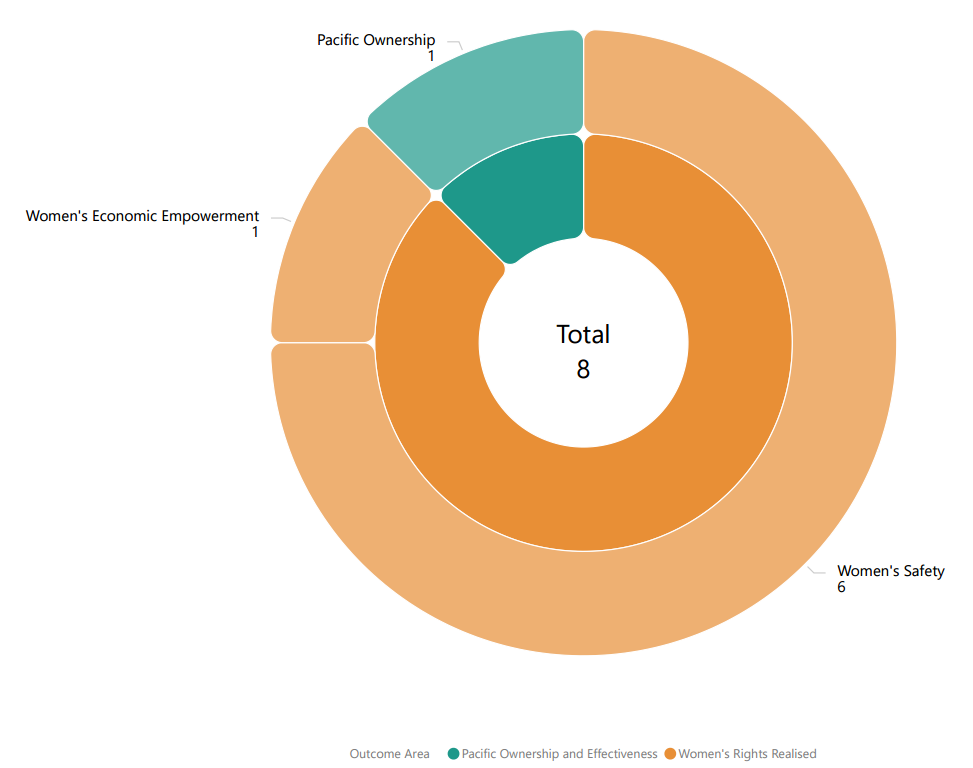 Pacific Ownership
1
Women's Economic Empowerment
1
Total
8
Women's Safety
6
Outcome Area Pacific Ownership and Effectiveness Women's Rights Realised